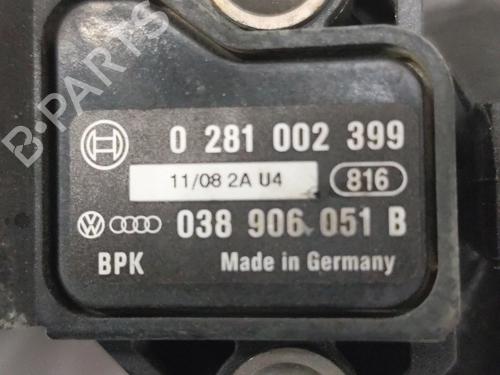 B-PARTS
0 281 002 399
11/08 2A U4
816
038 906 051 B
BPK Made in Germany